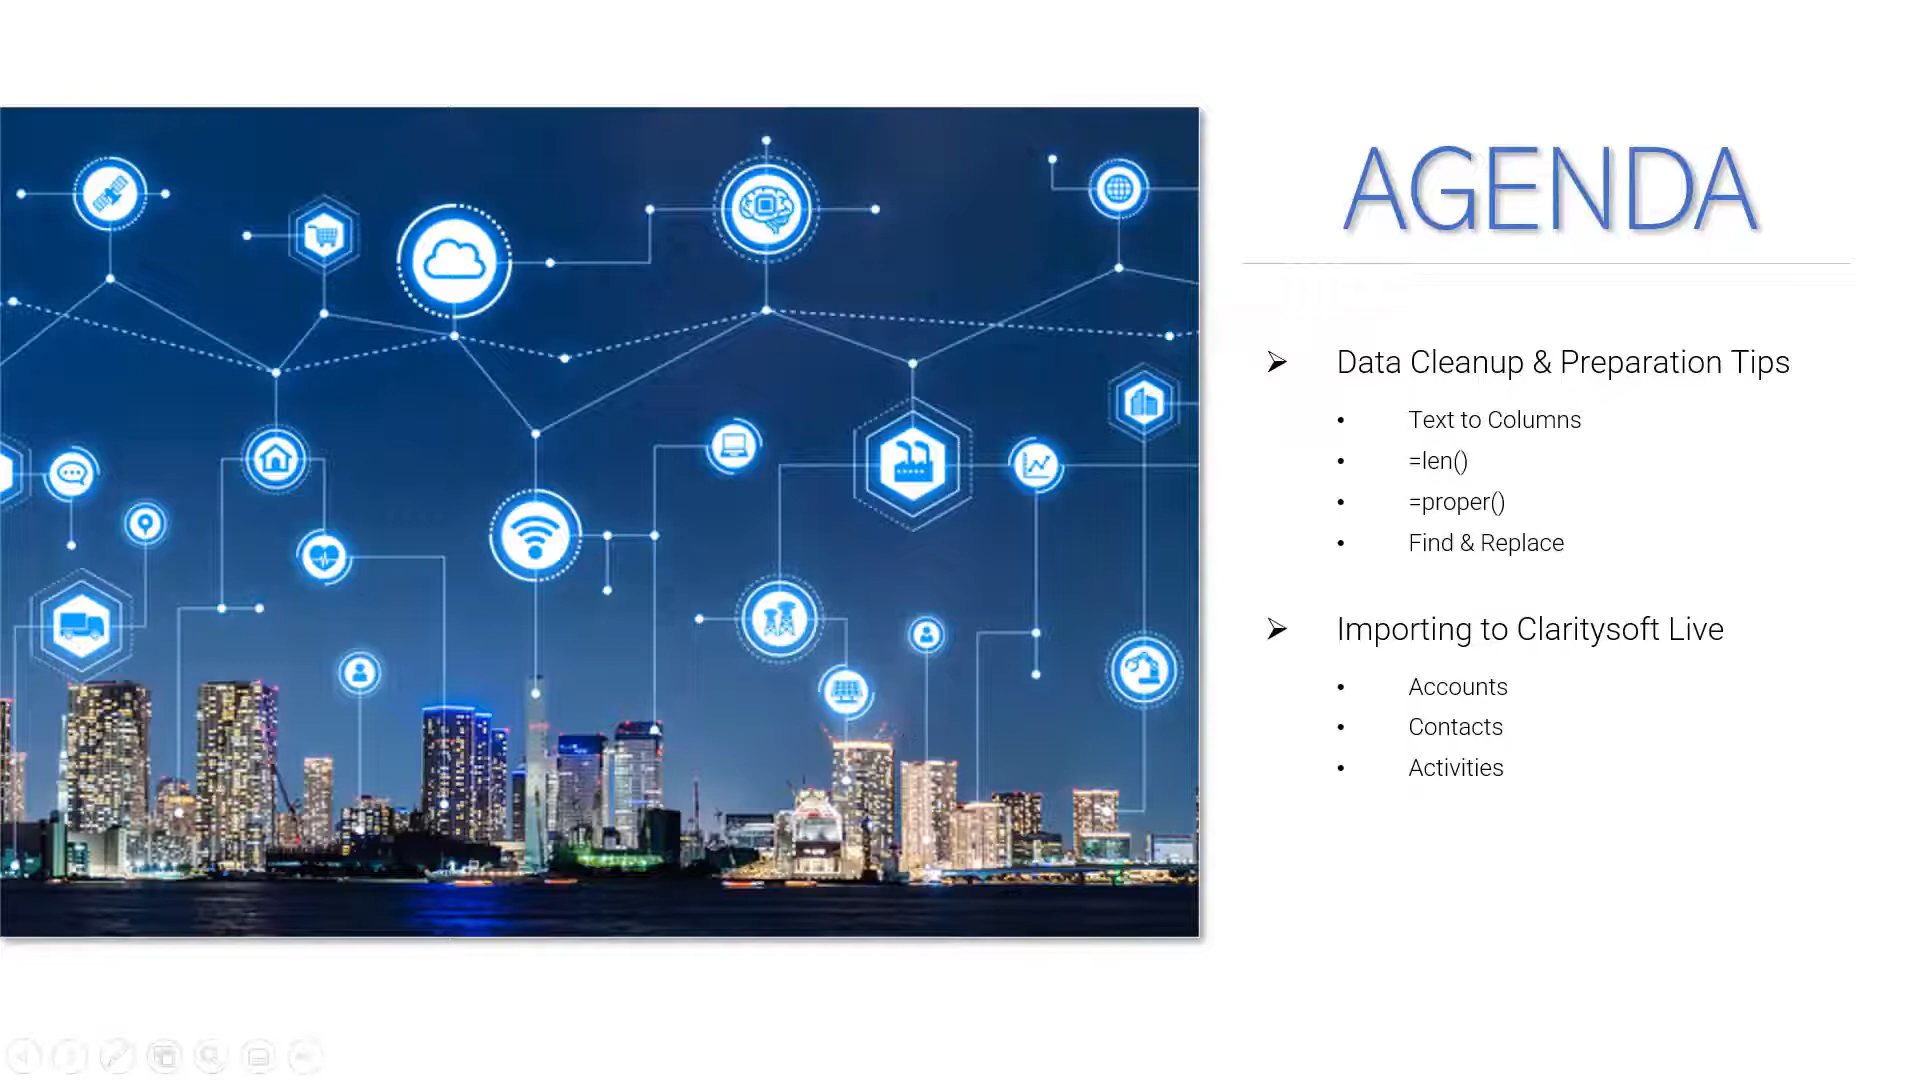 AGENDA
➢ Data Cleanup & Preparation Tips
• Text to Columns
• =len()
• =proper()
• Find & Replace
➢ Importing to Claritysoft Live
• Accounts
• Contacts
• Activities